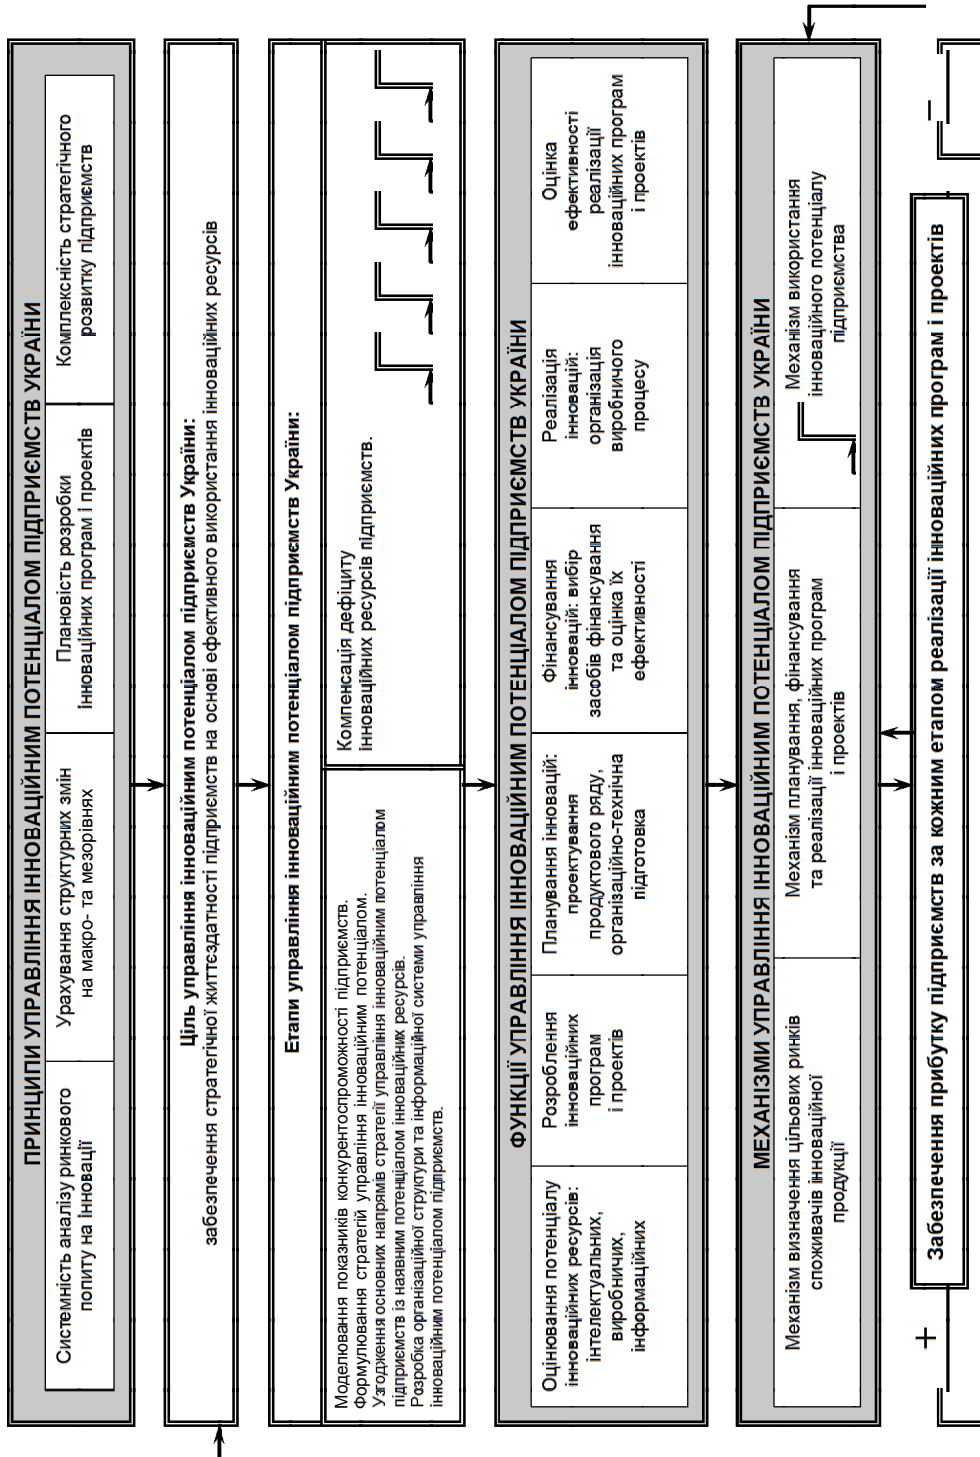 ПРИНЦИПИ УПРАВЛІННЯ ІННОВАЦІЙНИМ ПОТЕНЦІАЛОМ ПІДПРИЄМСТВ УКРАЇНИ
Системність аналізу ринкового
попиту на інновації
Урахування структурних змін
на макро- та мезорівнях
Плановість розробки
інноваційних програм і проектів
Комплексність стратегічного
розвитку підприємств
Ціль управління інноваційним потенціалом підприємств України:
забезпечення стратегічної життєздатності підприємств на основі ефективного використання інноваційних ресурсів
Етапи управління інноваційним потенціалом підприємств України:
Моделювання показників конкурентоспроможності підприємств.
Формулювання стратегій управління інноваційним потенціалом.
Узгодження основних напрямів стратегії управління інноваційним потенціалом
підприємств із наявним потенціалом інноваційних ресурсів.
Розробка організаційної структури та інформаційної системи управління
інноваційним потенціалом підприємств.
Компенсація дефіциту
інноваційних ресурсів підприємств.
ФУНКЦІЇ УПРАВЛІННЯ ІННОВАЦІЙНИМ ПОТЕНЦІАЛОМ ПІДПРИЄМСТВ УКРАЇНИ
Оцінювання потенціалу
інноваційних ресурсів:
інтелектуальних,
виробничих,
інформаційних
Розроблення
інноваційних
програм
і проектів
Планування інновацій:
проектування
продуктового ряду,
організаційно-технічна
підготовка
Фінансування
інновацій: вибір
засобів фінансування
та оцінка їх
ефективності
Реалізація
інновацій:
організація
виробничого
процесу
Оцінка
ефективності
реалізації
інноваційних програм
і проектів
МЕХАНІЗМИ УПРАВЛІННЯ ІННОВАЦІЙНИМ ПОТЕНЦІАЛОМ ПІДПРИЄМСТВ УКРАЇНИ
Механізм визначення цільових ринків
споживачів інноваційної
продукції
Механізм планування, фінансування
та реалізації інноваційних програм
і проектів
Механізм використання
інноваційного потенціалу
підприємства
+
Забезпечення прибутку підприємств за кожним етапом реалізації інноваційних програм і проектів
–